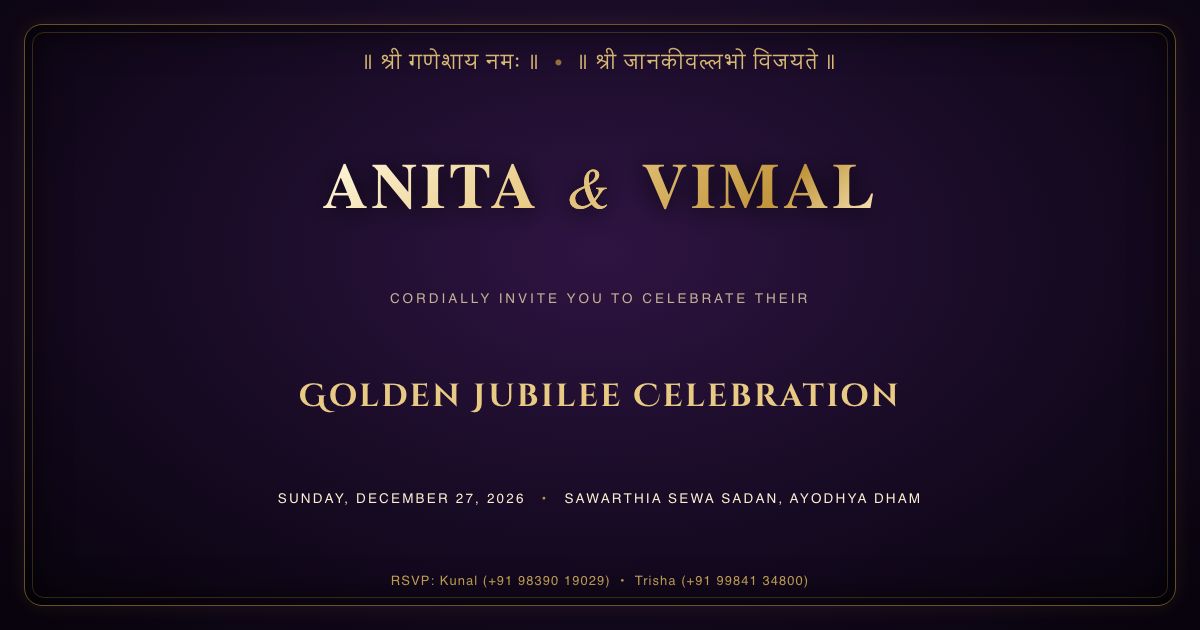 ॥ श्री गणेशाय नमः ॥ • ॥ श्री जानकीवल्लभो विजयते ॥
ANITA & VIMAL
CORDIALLY INVITE YOU TO CELEBRATE THEIR
GOLDEN JUBILEE CELEBRATION
SUNDAY, DECEMBER 27, 2026 • SAWARTHIA SEWA SADAN, AYODHYA DHAM
RSVP: Kunal (+91 98390 19029) • Trisha (+91 99841 34800)